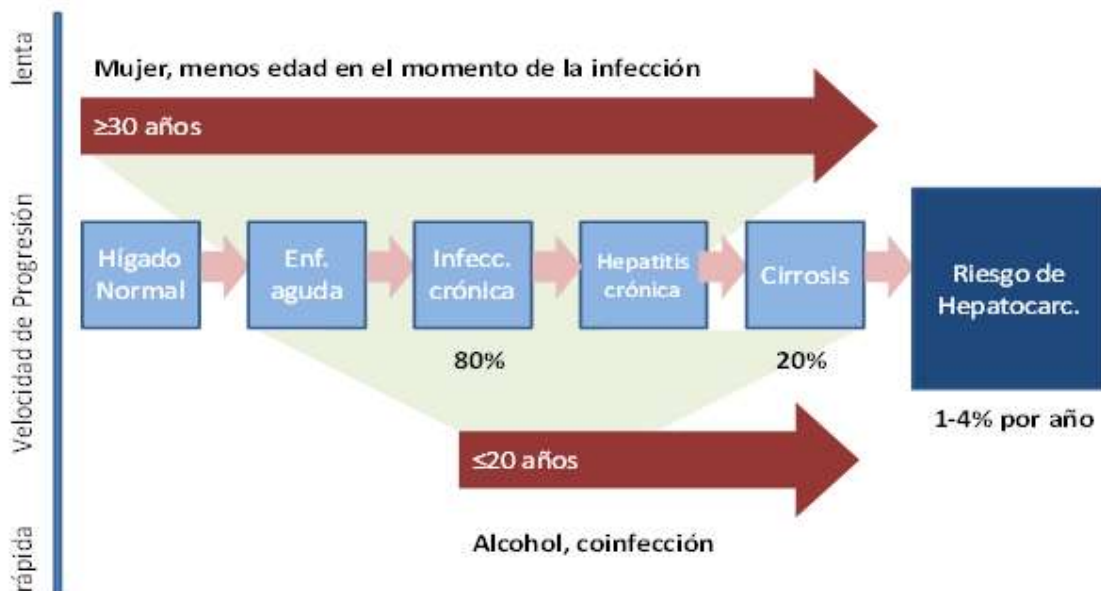 lenta
Velocidad de Progresión
rápida
Mujer, menos edad en el momento de la infección
≥30 años
Hígado
Normal
Enf.
aguda
Infecc.
crónica
Hepatitis
crónica
Cirrosis
Riesgo de
Hepatocarc.
80%
20%
1-4% por año
≤20 años
Alcohol, coinfección